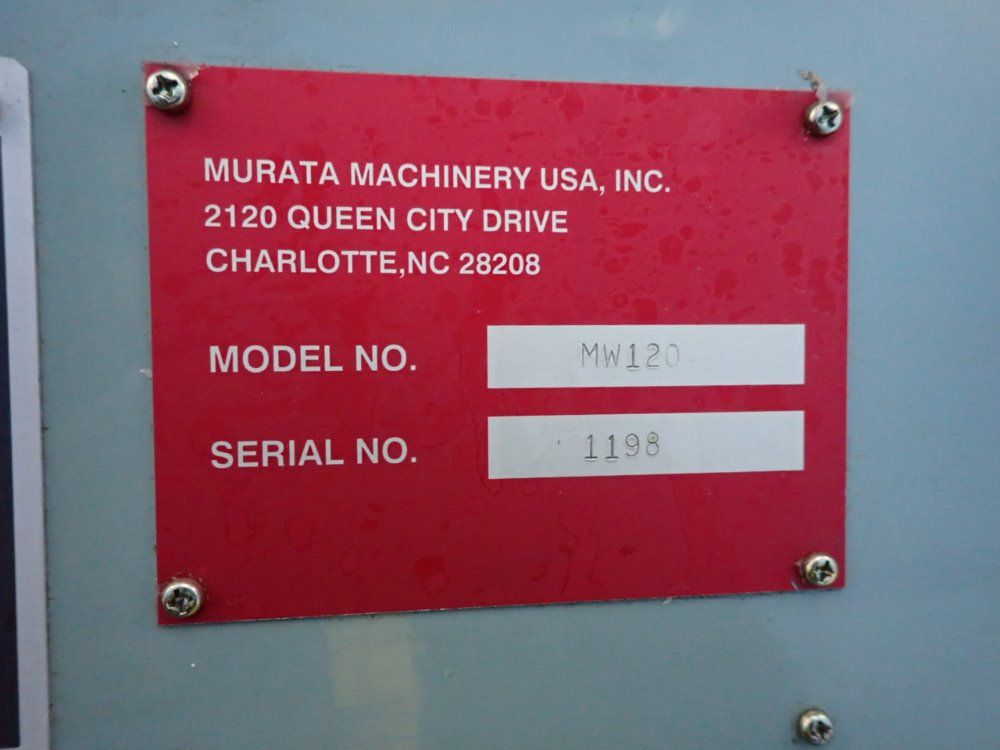 MURATA MACHINERY USA, INC.
2120 QUEEN CITY DRIVE
CHARLOTTE,NC 28208
MODEL NO. MW120
SERIAL NO. 1198